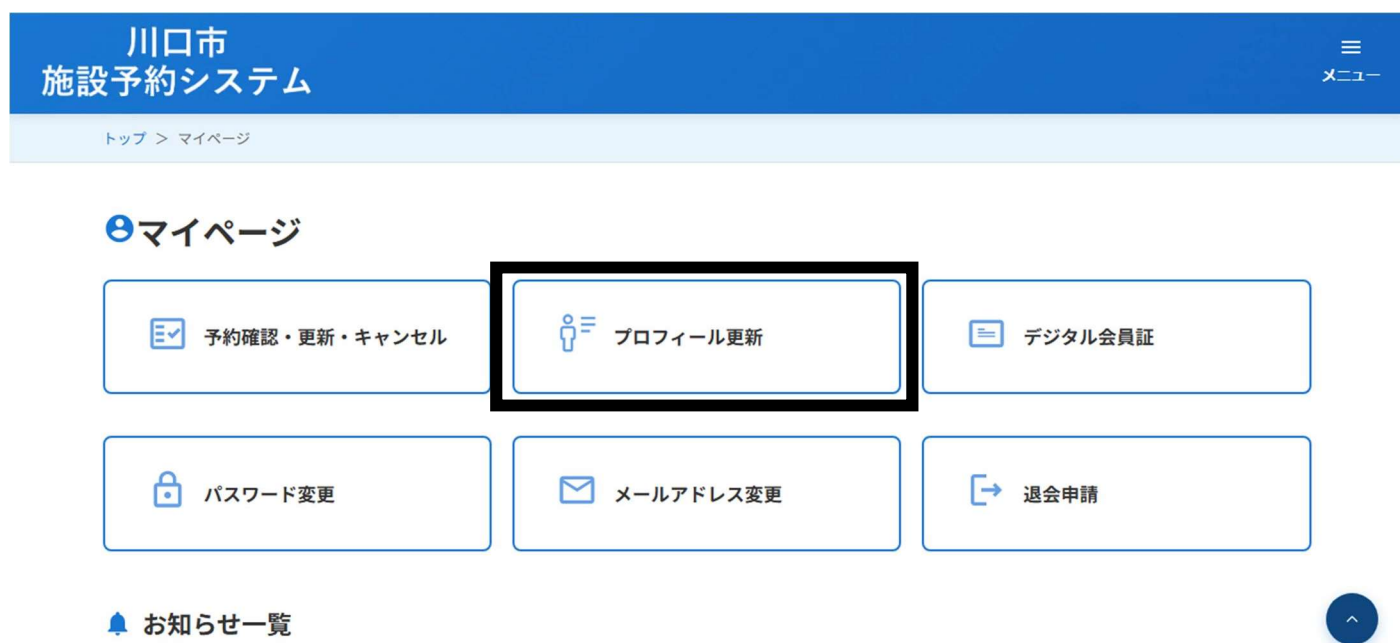 川口市
施設予約システム
メニュー
トップ ＞ マイページ
マイページ
予約確認・更新・キャンセル
プロフィール更新
デジタル会員証
パスワード変更
メールアドレス変更
退会申請
お知らせ一覧